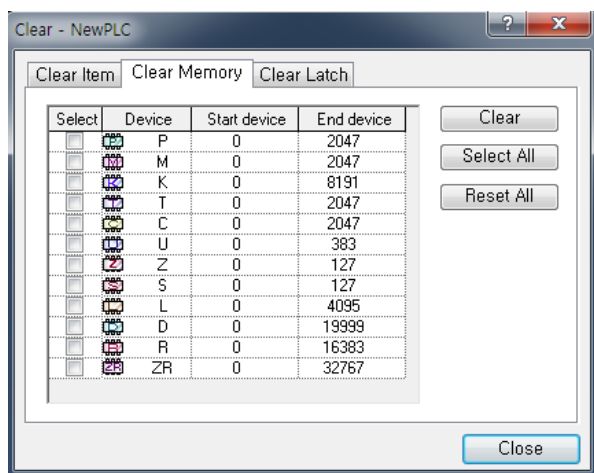 Clear - NewPLC
Clear Item Clear Memory Clear Latch
Select Device Start device End device
P P 0 2047
M M 0 2047
K K 0 8191
T T 0 2047
C C 0 2047
U U 0 383
Z Z 0 127
S S 0 127
L L 0 4095
D D 0 19999
R R 0 16383
ZR ZR 0 32767
Clear
Select All
Reset All
Close